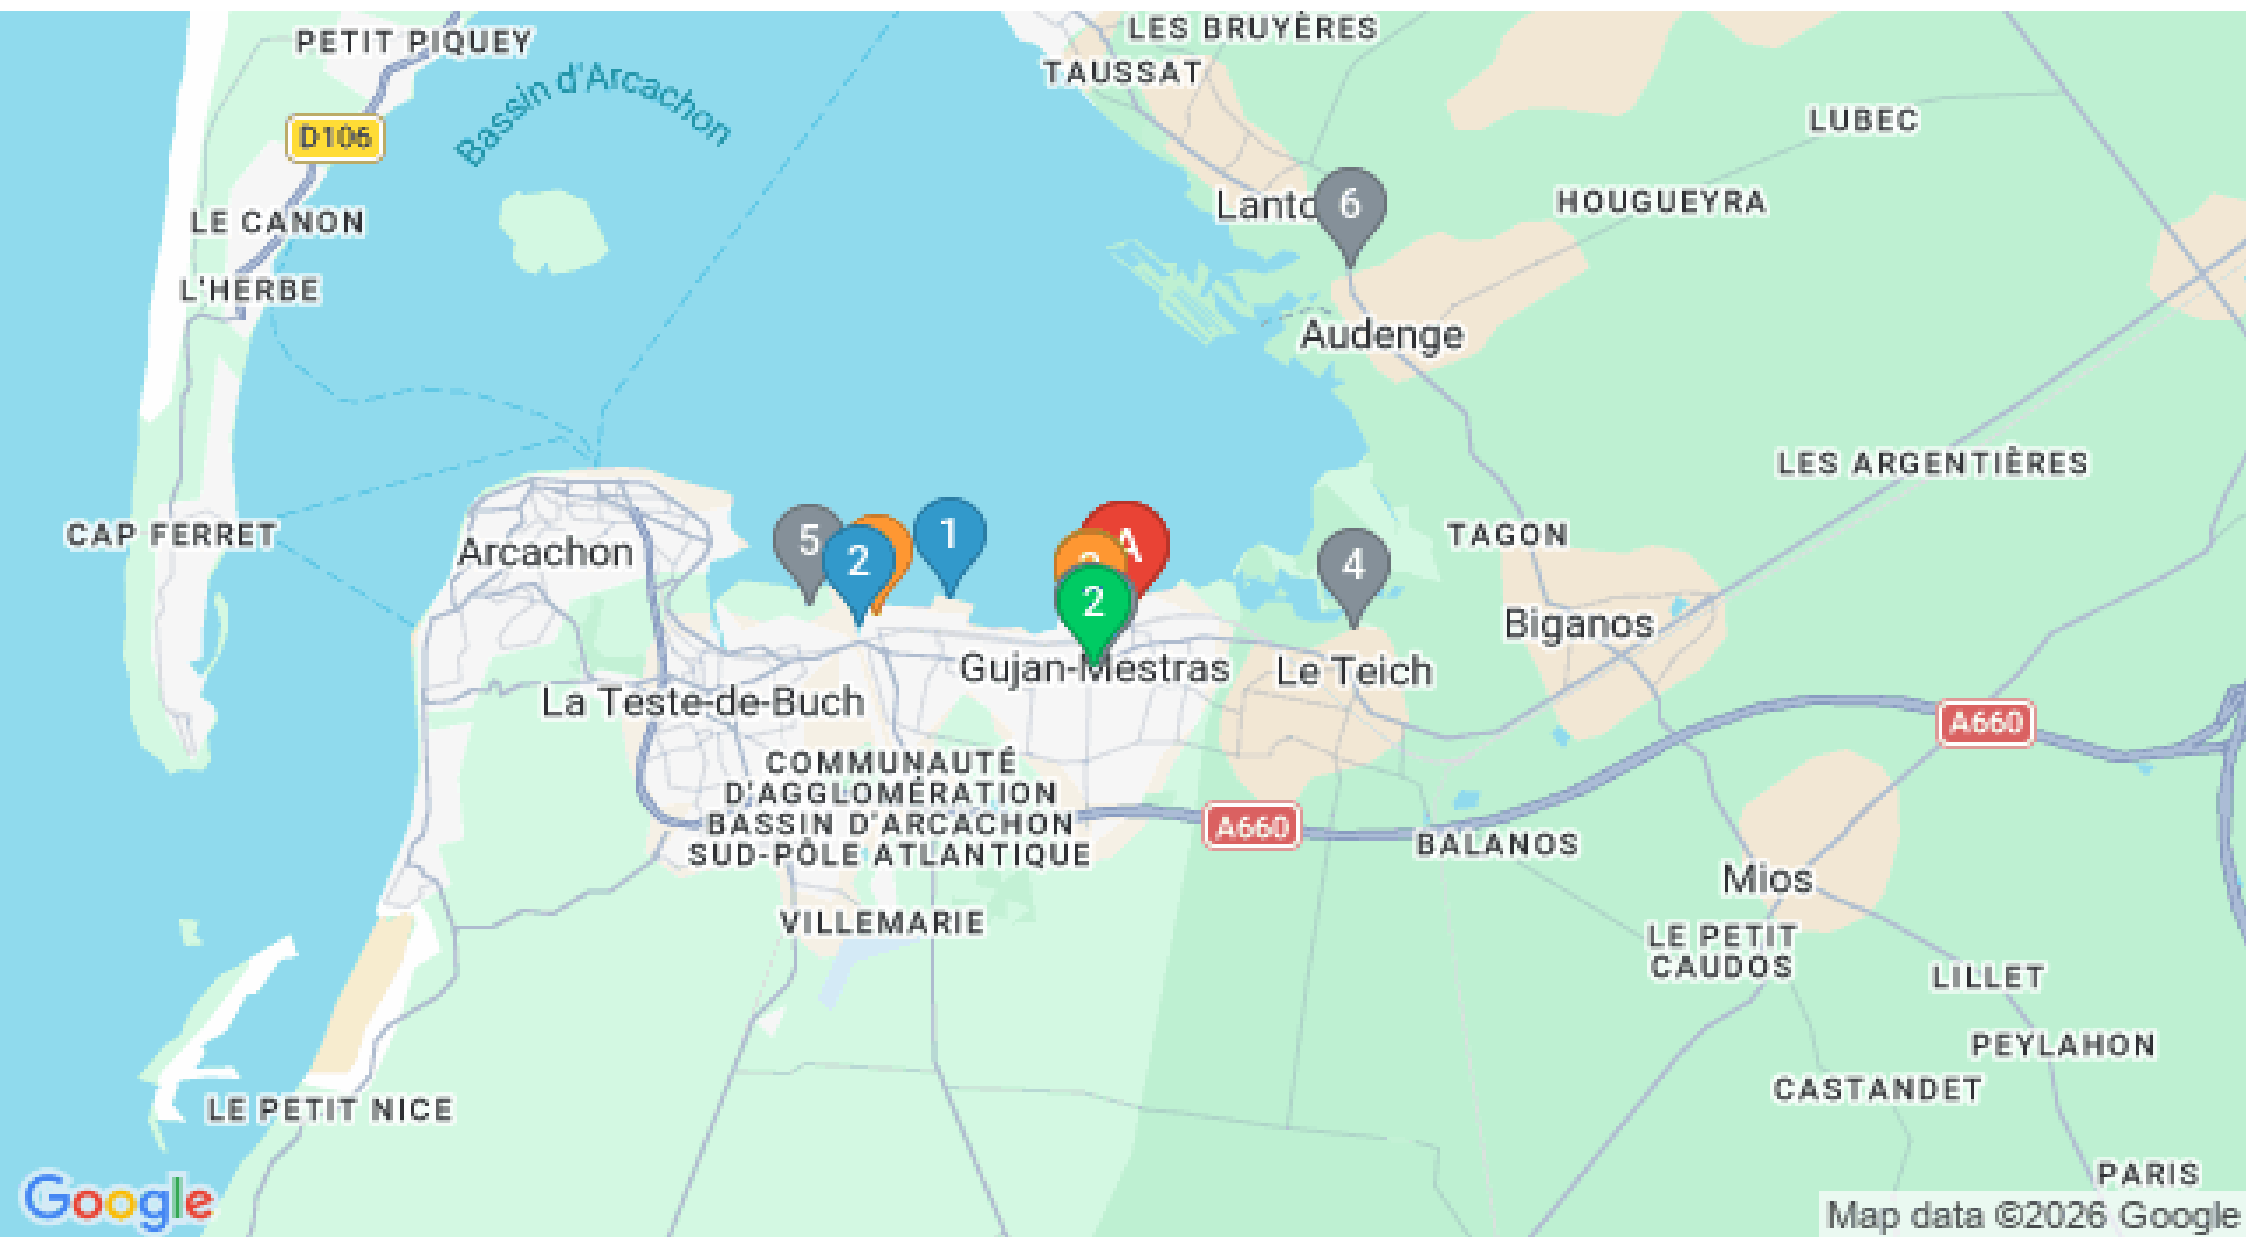 LES BRUYÈRES
PETIT PIQUEY
TAUSSAT
Bassin d'Arcachon
LUBEC
D106
HOUGUEYRA
6
LE CANON
L'HERBE
Audenge
LES ARGENTIÈRES
CAP FERRET
Arcachon
5
2
1
A
4
TAGON
2
Biganos
Gujan-Mestras
Le Teich
La Teste-de-Buch
A660
COMMUNAUTÉ
D'AGGLOMÉRATION
BASSIN D'ARCACHON
SUD-PÔLE ATLANTIQUE
A660
BALANOS
Mios
VILLEMARIE
LE PETIT
CAUDOS
LILLET
PEYLAHON
CASTANDET
LE PETIT NICE
PARIS
Google
Map data ©2026 Google